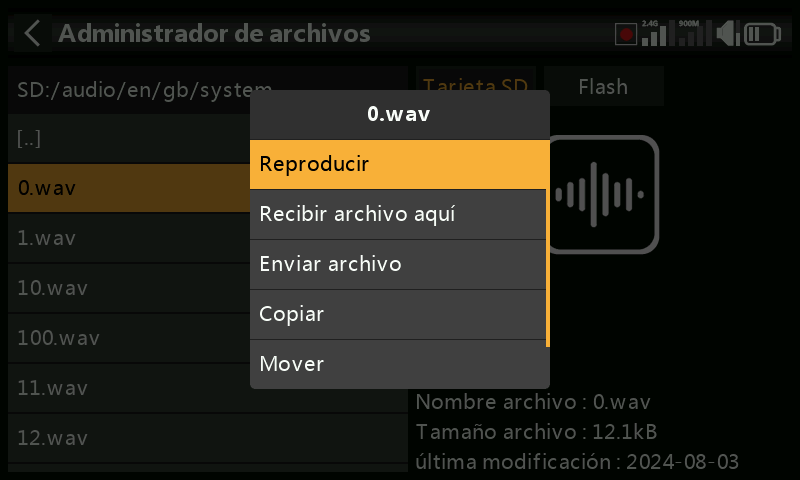 Administrador de archivos
2.4G 900M
SD:/audio/en/gb/system
Tarjeta SD
Flash
0.wav
[..]
Reproducir
0.wav
Recibir archivo aquí
1.wav
Enviar archivo
10.wav
Copiar
100.wav
Mover
11.wav
12.wav
Nombre archivo : 0.wav
Tamaño archivo : 12.1kB
última modificación : 2024-08-03